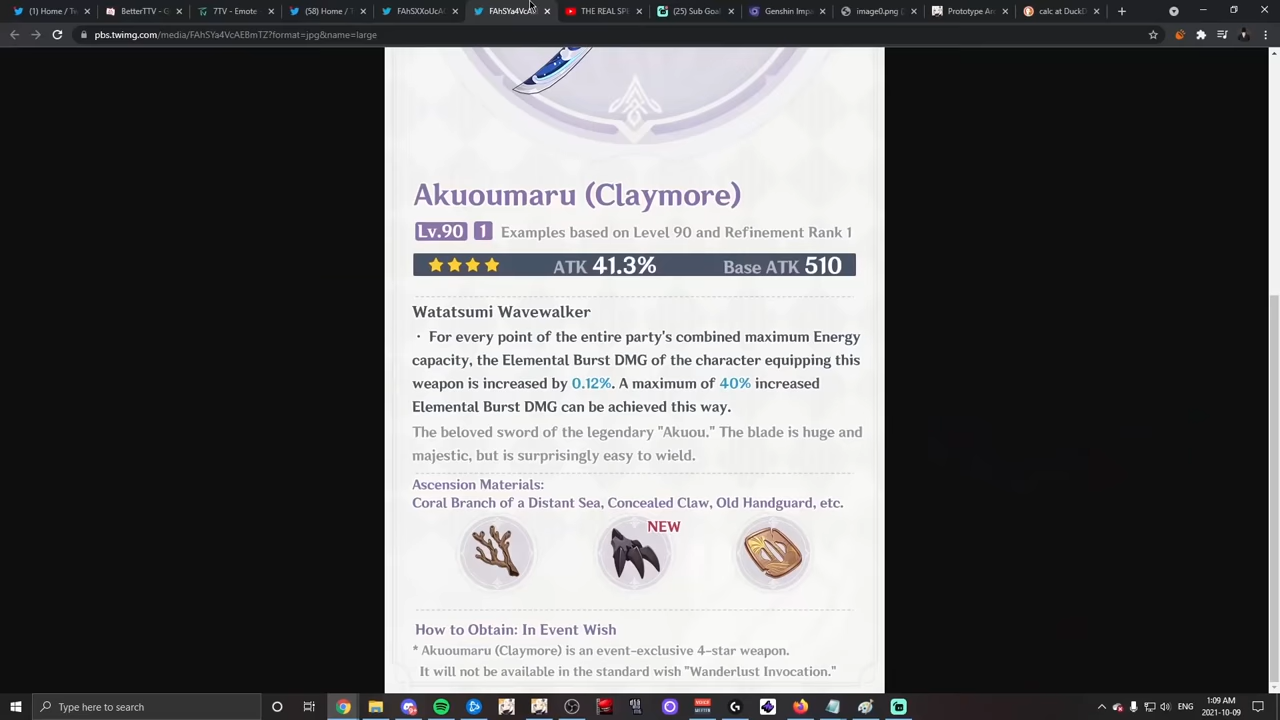 (1) Home / Tw
BetterTTV - G
7TV - Emote
(58) Home / T
FAhSXXoUcAC
FAhSYa4VcAE
THE REAL SPI
(25) Sub Goal
Genshin Impa
image0.png (
Prototype Am
calc at DuckD
pbs.twimg.com/media/FAhSYa4VcAEBmTZ?format=jpg&name=large
Akuoumaru (Claymore)
Lv.90 1 Examples based on Level 90 and Refinement Rank 1
ATK 41.3% Base ATK 510
Watatsumi Wavewalker
· For every point of the entire party's combined maximum Energy
capacity, the Elemental Burst DMG of the character equipping this
weapon is increased by 0.12%. A maximum of 40% increased
Elemental Burst DMG can be achieved this way.
The beloved sword of the legendary "Akuou." The blade is huge and
majestic, but is surprisingly easy to wield.
Ascension Materials:
Coral Branch of a Distant Sea, Concealed Claw, Old Handguard, etc.
NEW
How to Obtain: In Event Wish
* Akuoumaru (Claymore) is an event-exclusive 4-star weapon.
It will not be available in the standard wish "Wanderlust Invocation."
Type here to search
ENG
1:09 AM
2021-10-09